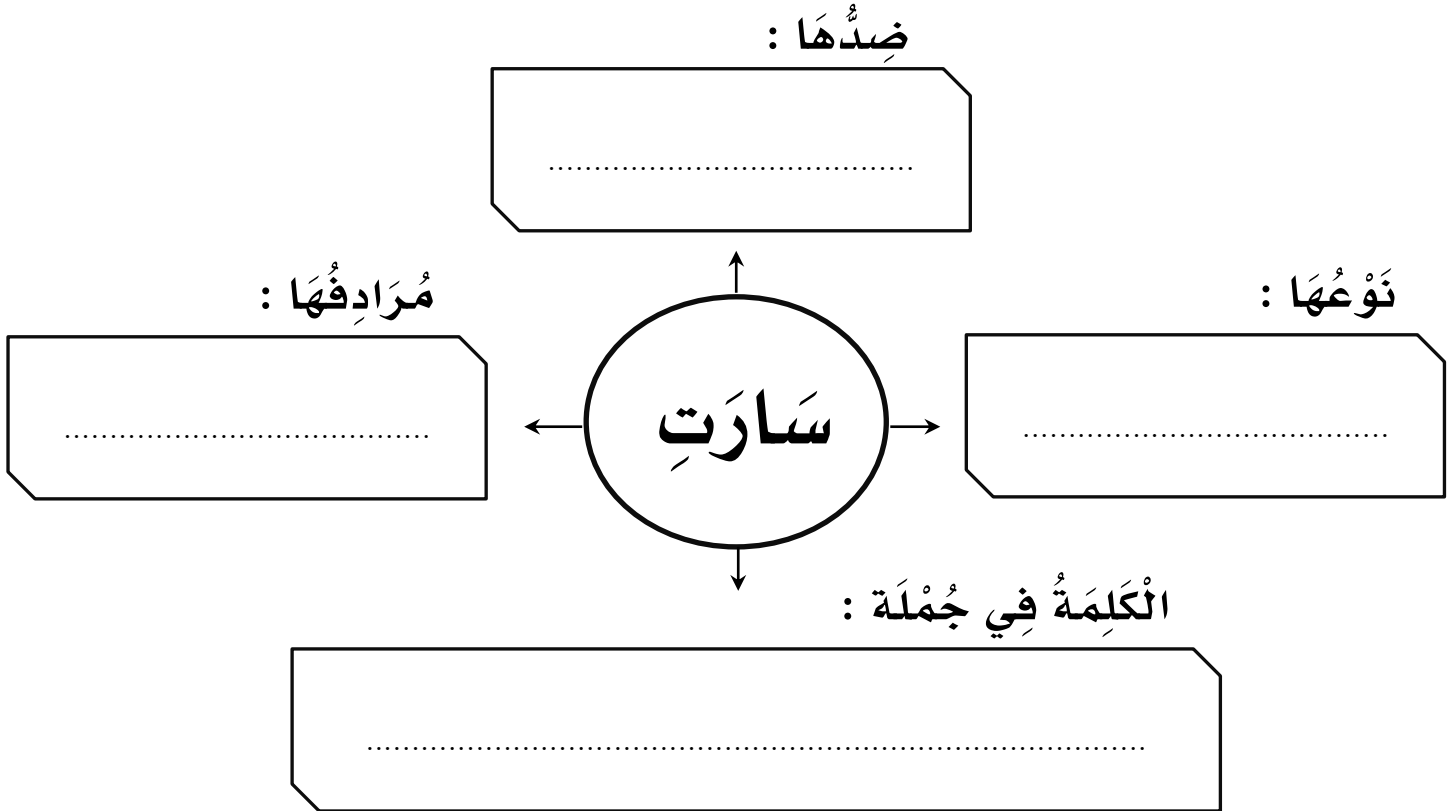 ضِدُّهَا :
نَوْعُهَا :
مُرَادِفُهَا :
سَارَتِ
الْكَلِمَةُ فِي جُمْلَة :